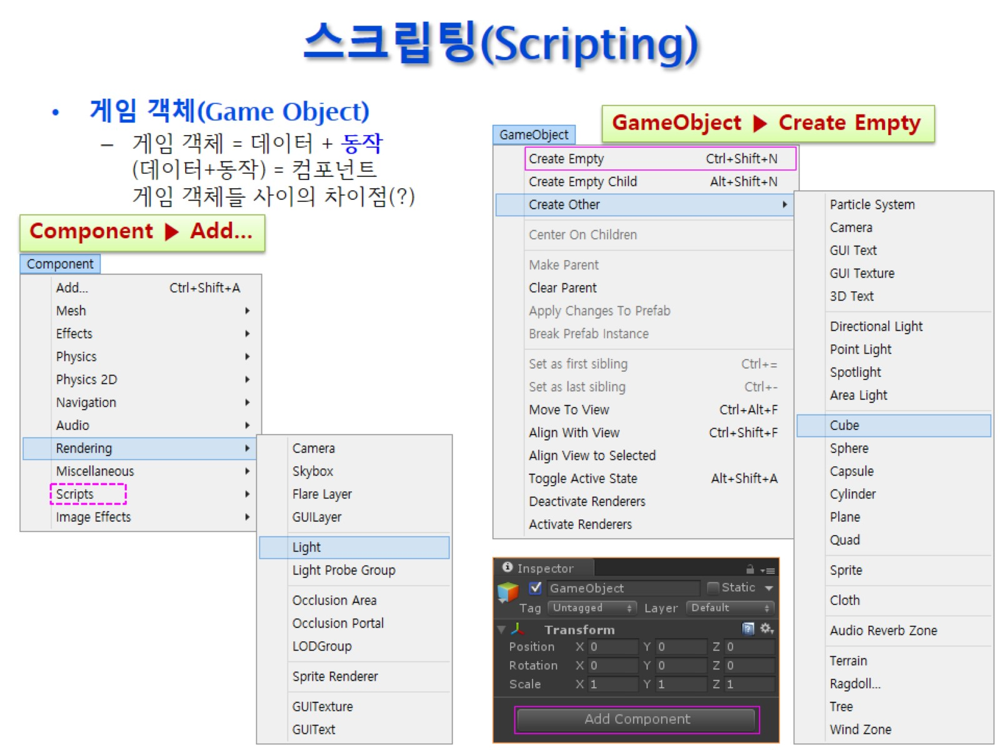 스크립팅(Scripting)
• 게임 객체(Game Object)
– 게임 객체 = 데이터 + 동작
(데이터+동작) = 컴포넌트
게임 객체들 사이의 차이점(?)
Component ▶ Add...
Component
Add... Ctrl+Shift+A
Mesh
Effects
Physics
Physics 2D
Navigation
Audio
Rendering
Miscellaneous
Scripts
Image Effects
Camera
Skybox
Flare Layer
GUILayer
Light
Light Probe Group
Occlusion Area
Occlusion Portal
LODGroup
Sprite Renderer
GUITexture
GUIText
GameObject ▶ Create Empty
GameObject
Create Empty Ctrl+Shift+N
Create Empty Child Alt+Shift+N
Create Other
Center On Children
Make Parent
Clear Parent
Apply Changes To Prefab
Break Prefab Instance
Set as first sibling Ctrl+=
Set as last sibling Ctrl+-
Move To View Ctrl+Alt+F
Align With View Ctrl+Shift+F
Align View to Selected
Toggle Active State Alt+Shift+A
Deactivate Renderers
Activate Renderers
Particle System
Camera
GUI Text
GUI Texture
3D Text
Directional Light
Point Light
Spotlight
Area Light
Cube
Sphere
Capsule
Cylinder
Plane
Quad
Sprite
Cloth
Audio Reverb Zone
Terrain
Ragdoll...
Tree
Wind Zone
Inspector
GameObject Static
Tag Untagged Layer Default
Transform
Position X 0 Y 0 Z 0
Rotation X 0 Y 0 Z 0
Scale X 1 Y 1 Z 1
Add Component